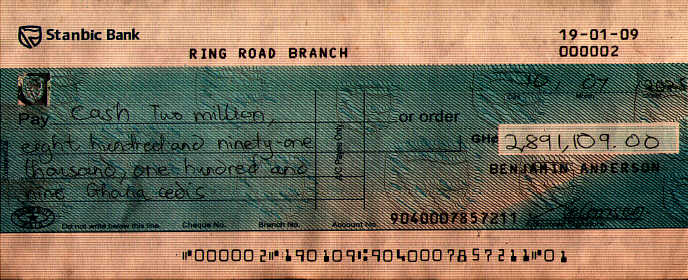 Stanbic Bank
19-01-09
RING ROAD BRANCH
000002
10 07
Pay Cash Two million, or order
eight hundred and ninety-one
thousand, one hundred and
nine Ghana cedis
A/C Payee Only
GH¢ 2,891,109.00
BENJAMIN ANDERSON
Do not write below this line Cheque No. Branch No. Account No.
9040007857211
⑈000002⑈190109⑆9040007857211⑈01